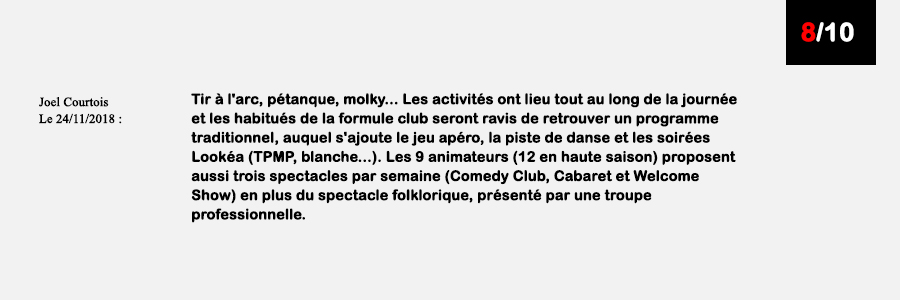 8/10
Joel Courtois
Le 24/11/2018 :
Tir à l'arc, pétanque, molky... Les activités ont lieu tout au long de la journée
et les habitués de la formule club seront ravis de retrouver un programme
traditionnel, auquel s'ajoute le jeu apéro, la piste de danse et les soirées
Lookéa (TPMP, blanche...). Les 9 animateurs (12 en haute saison) proposent
aussi trois spectacles par semaine (Comedy Club, Cabaret et Welcome
Show) en plus du spectacle folklorique, présenté par une troupe
professionnelle.